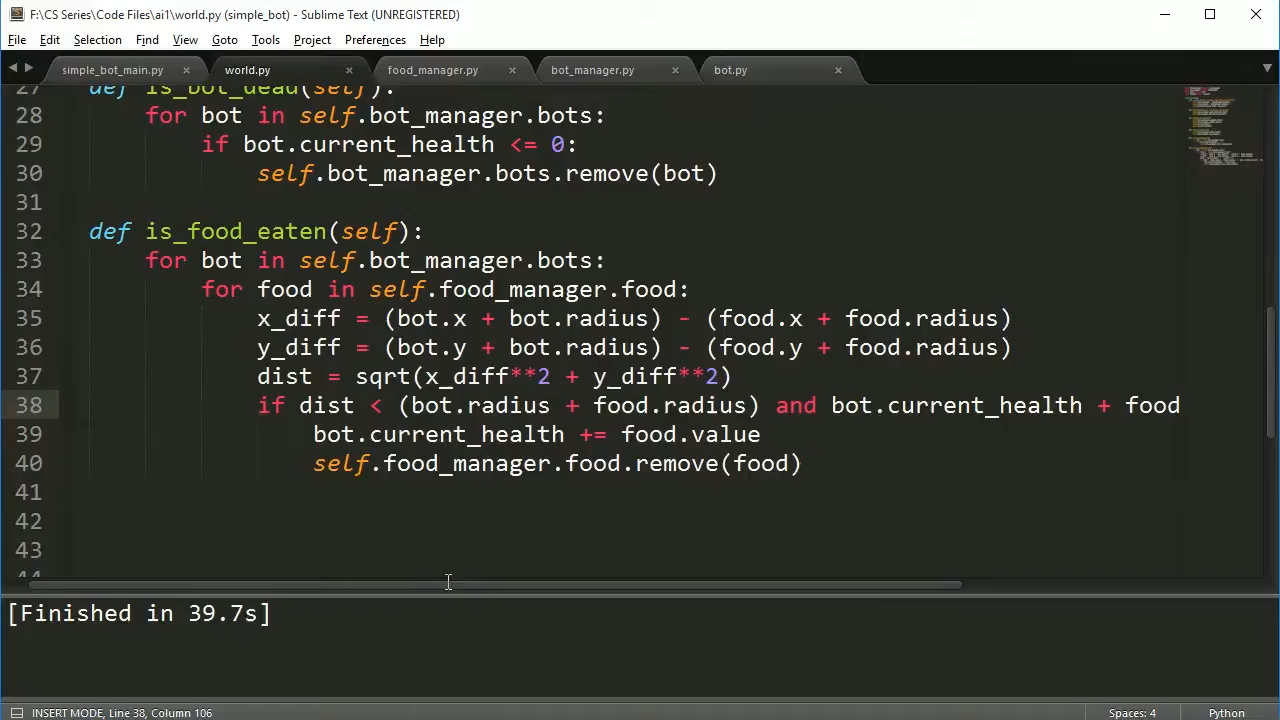 F:\CS Series\Code Files\ai1\world.py (simple_bot) - Sublime Text (UNREGISTERED)
File Edit Selection Find View Goto Tools Project Preferences Help
simple_bot_main.py × world.py × food_manager.py × bot_manager.py × bot.py ×
27 def is_bot_dead(self):
28 for bot in self.bot_manager.bots:
29 if bot.current_health <= 0:
30 self.bot_manager.bots.remove(bot)
31
32 def is_food_eaten(self):
33 for bot in self.bot_manager.bots:
34 for food in self.food_manager.food:
35 x_diff = (bot.x + bot.radius) - (food.x + food.radius)
36 y_diff = (bot.y + bot.radius) - (food.y + food.radius)
37 dist = sqrt(x_diff**2 + y_diff**2)
38 if dist < (bot.radius + food.radius) and bot.current_health + food
39 bot.current_health += food.value
40 self.food_manager.food.remove(food)
41
42
43
44
[Finished in 39.7s]
INSERT MODE, Line 38, Column 106 Spaces: 4 Python